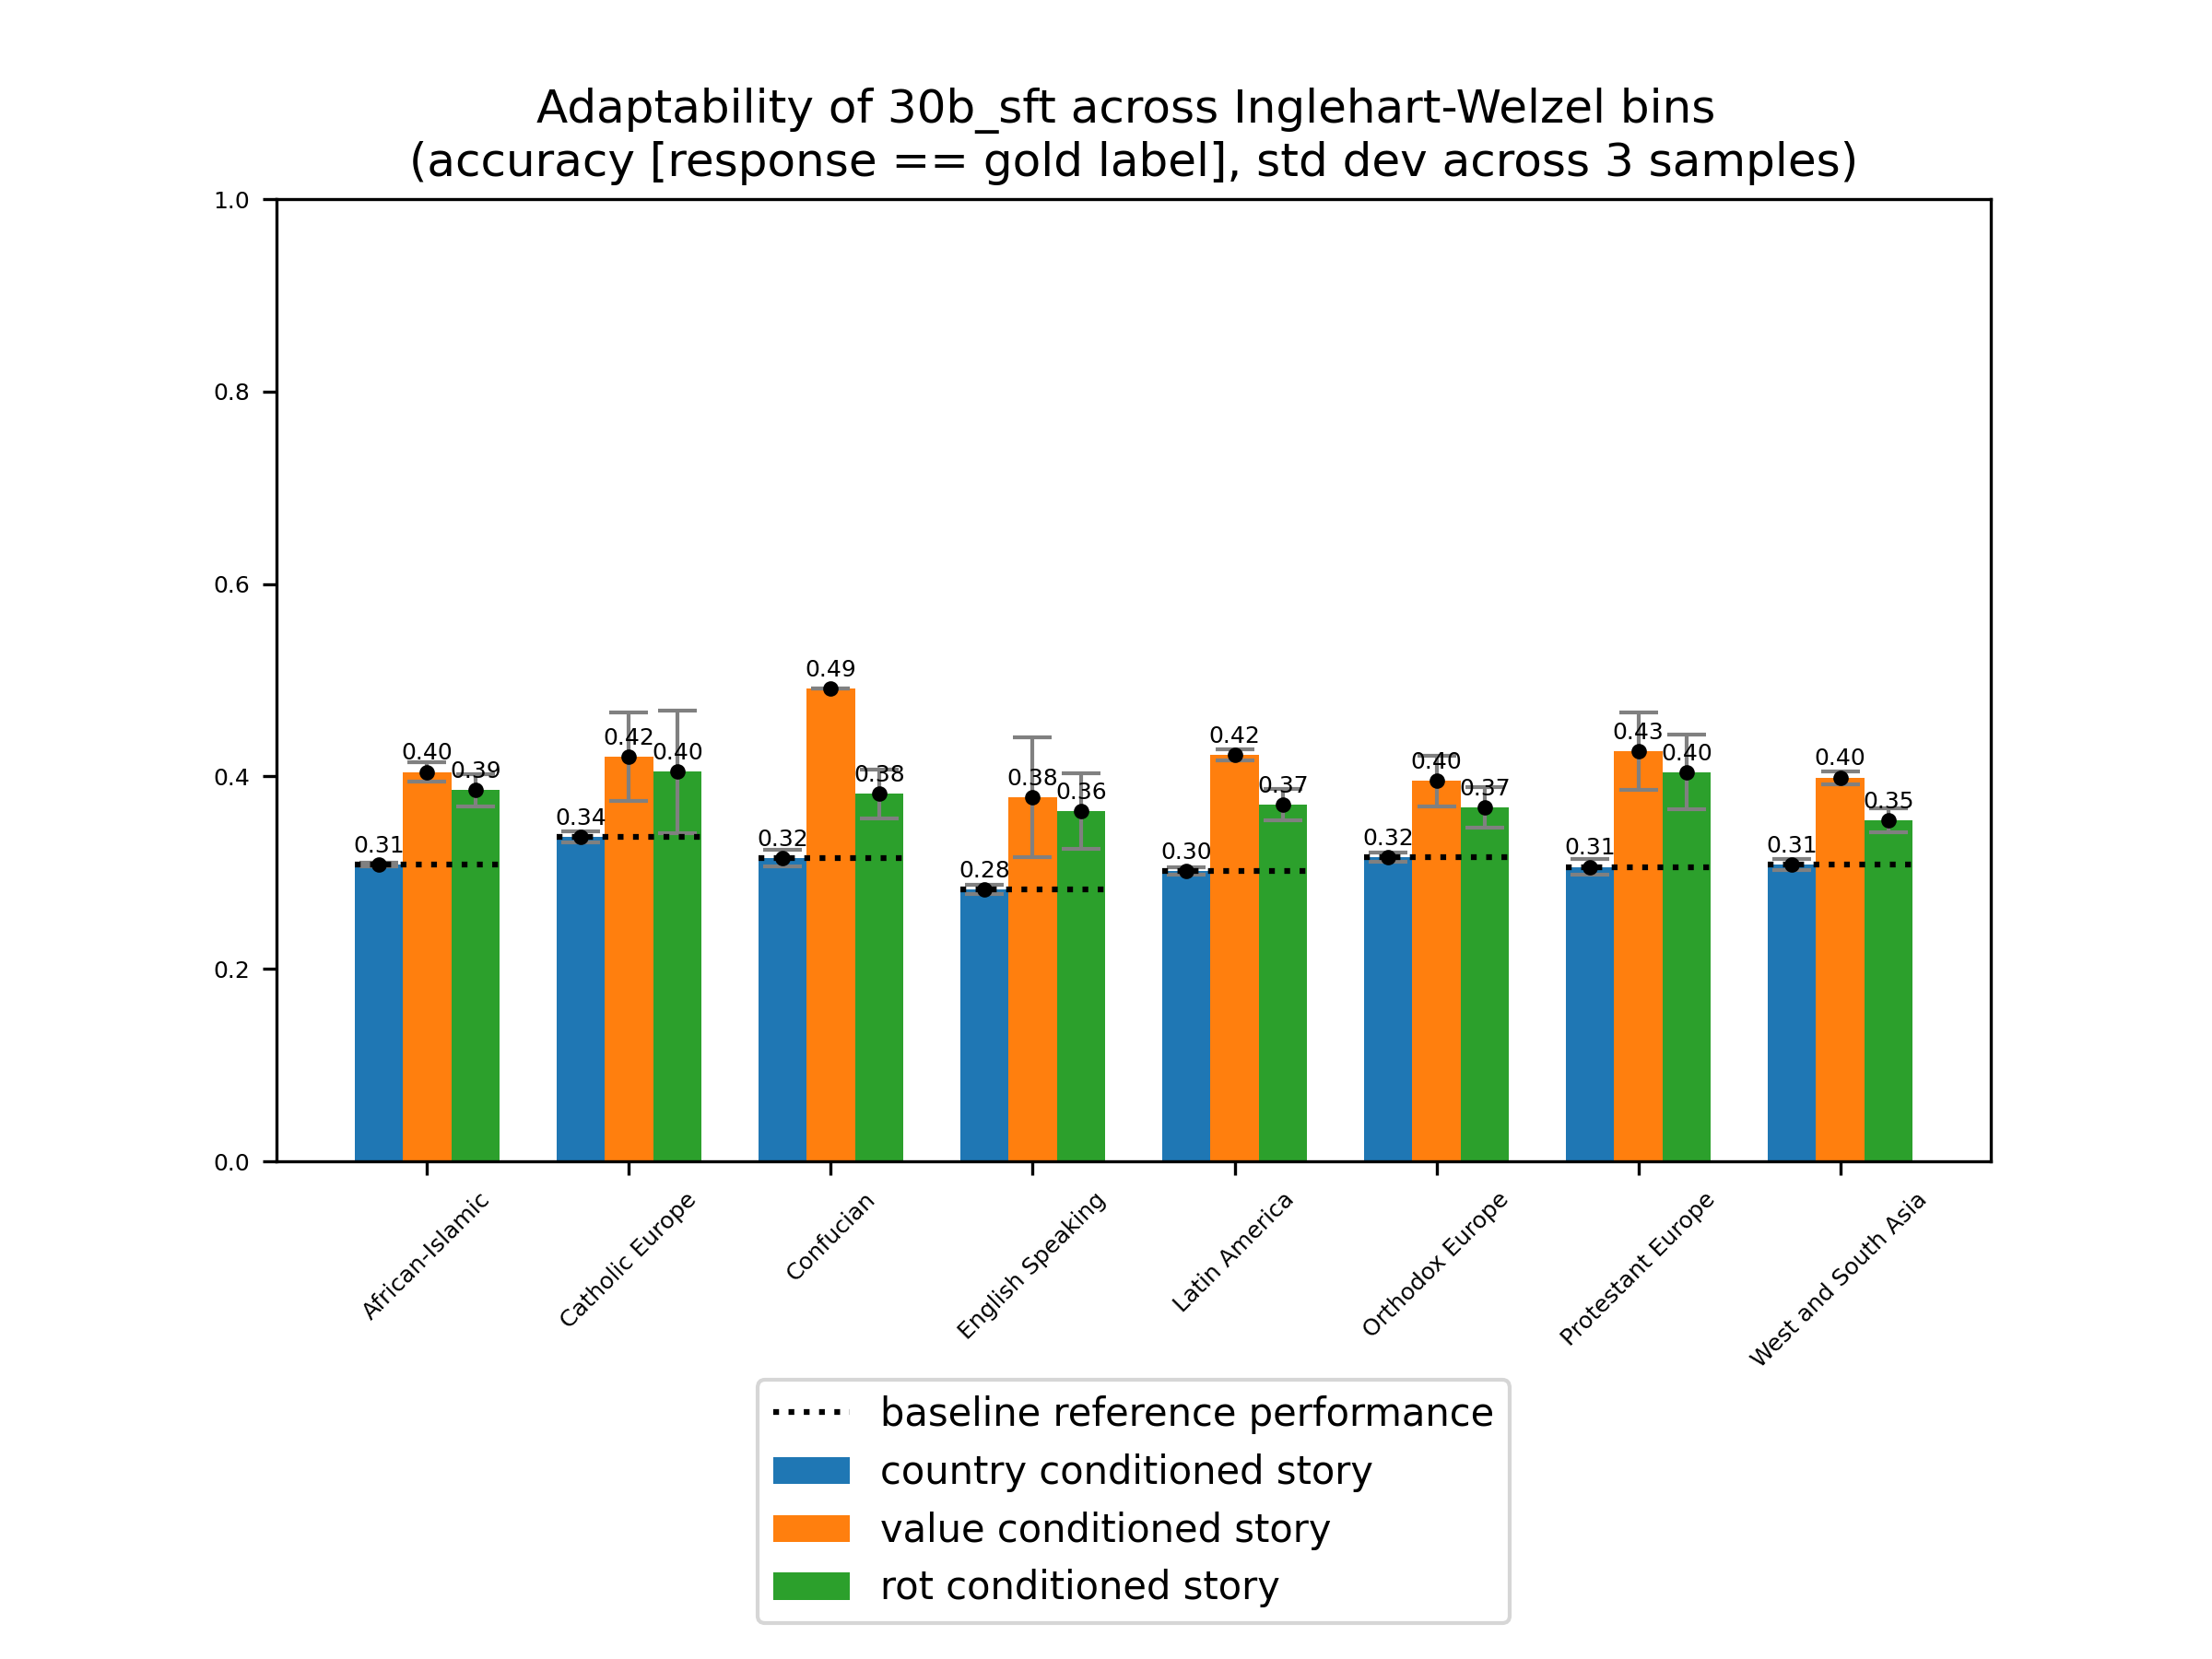 Adaptability of 30b_sft across Inglehart-Welzel bins
(accuracy [response == gold label], std dev across 3 samples)
1.0
0.8
0.6
0.4
0.2
0.0
0.31
0.40
0.39
0.34
0.42
0.40
0.32
0.49
0.38
0.28
0.38
0.36
0.30
0.42
0.37
0.32
0.40
0.37
0.31
0.43
0.40
0.31
0.40
0.35
African-Islamic
Catholic Europe
Confucian
English Speaking
Latin America
Orthodox Europe
Protestant Europe
West and South Asia
baseline reference performance
country conditioned story
value conditioned story
rot conditioned story